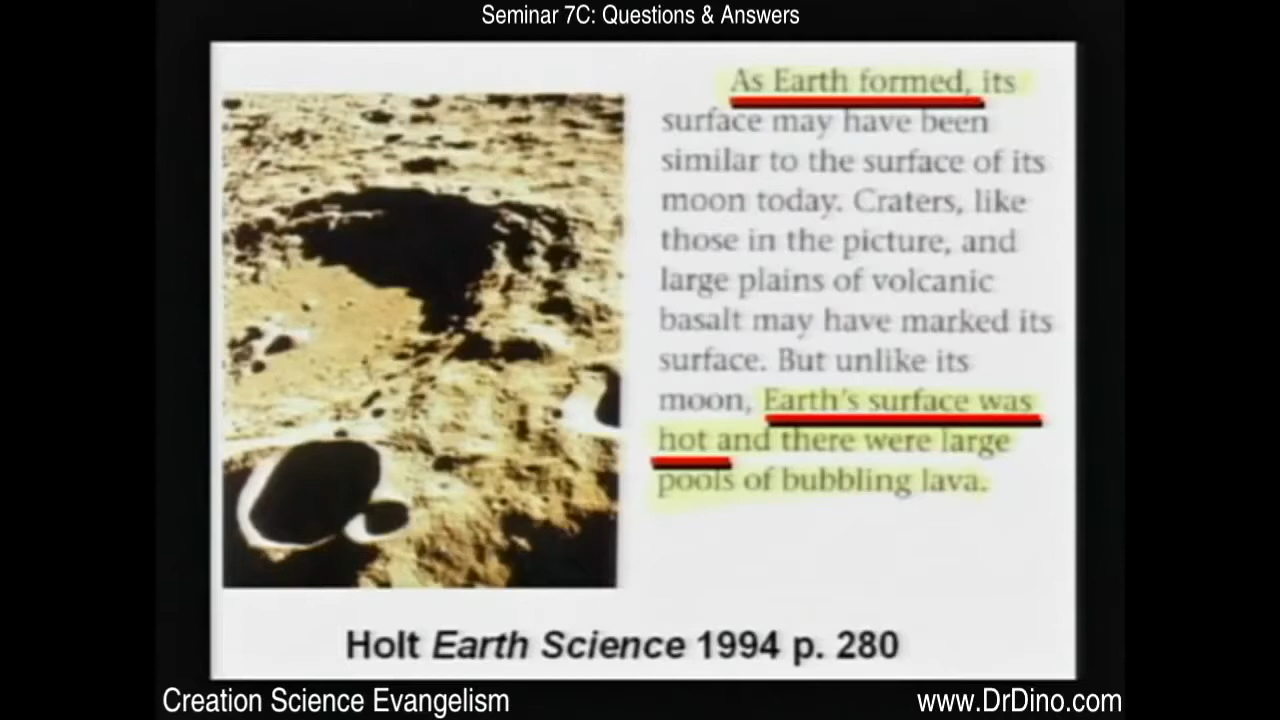 Seminar 7C: Questions & Answers
As Earth formed, its
surface may have been
similar to the surface of its
moon today. Craters, like
those in the picture, and
large plains of volcanic
basalt may have marked its
surface. But unlike its
moon, Earth's surface was
hot and there were large
pools of bubbling lava.
Holt Earth Science 1994 p. 280
Creation Science Evangelism
www.DrDino.com